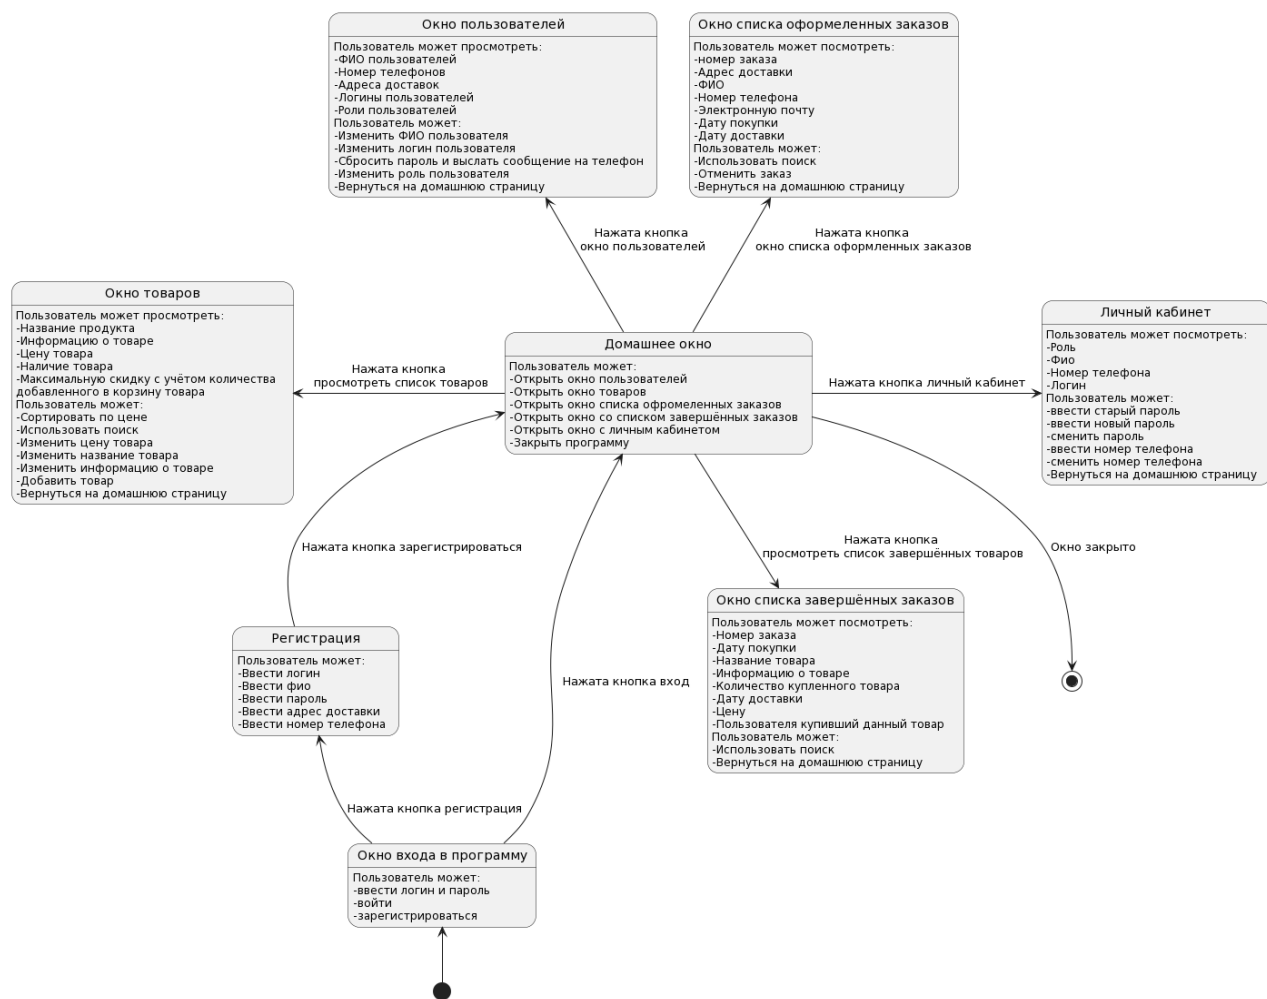 Окно пользователей
Пользователь может просмотреть:
-ФИО пользователей
-Номер телефонов
-Адреса доставок
-Логины пользователей
-Роли пользователей
Пользователь может:
-Изменить ФИО пользователя
-Изменить логин пользователя
-Сбросить пароль и выслать сообщение на телефон
-Изменить роль пользователя
-Вернуться на домашнюю страницу
Окно списка оформеленных заказов
Пользователь может посмотреть:
-номер заказа
-Адрес доставки
-ФИО
-Номер телефона
-Электронную почту
-Дату покупки
-Дату доставки
Пользователь может:
-Использовать поиск
-Отменить заказ
-Вернуться на домашнюю страницу
Нажата кнопка
окно пользователей
Нажата кнопка
окно списка оформленных заказов
Окно товаров
Пользователь может просмотреть:
-Название продукта
-Информацию о товаре
-Цену товара
-Наличие товара
-Максимальную скидку с учётом количества
добавленного в корзину товара
Пользователь может:
-Сортировать по цене
-Использовать поиск
-Изменить цену товара
-Изменить название товара
-Изменить информацию о товаре
-Добавить товар
-Вернуться на домашнюю страницу
Нажата кнопка
просмотреть список товаров
Домашнее окно
Пользователь может:
-Открыть окно пользователей
-Открыть окно товаров
-Открыть окно списка офромеленных заказов
-Открыть окно со списком завершённых заказов
-Открыть окно с личным кабинетом
-Закрыть программу
Нажата кнопка личный кабинет
Личный кабинет
Пользователь может посмотреть:
-Роль
-Фио
-Номер телефона
-Логин
Пользователь может:
-ввести старый пароль
-ввести новый пароль
-сменить пароль
-ввести номер телефона
-сменить номер телефона
-Вернуться на домашнюю страницу
Нажата кнопка зарегистрироваться
Нажата кнопка
просмотреть список завершённых товаров
Окно закрыто
Регистрация
Пользователь может:
-Ввести логин
-Ввести фио
-Ввести пароль
-Ввести адрес доставки
-Ввести номер телефона
Нажата кнопка вход
Окно списка завершённых заказов
Пользователь может посмотреть:
-Номер заказа
-Дату покупки
-Название товара
-Информацию о товаре
-Количество купленного товара
-Дату доставки
-Цену
-Пользователя купивший данный товар
Пользователь может:
-Использовать поиск
-Вернуться на домашнюю страницу
Нажата кнопка регистрация
Окно входа в программу
Пользователь может:
-ввести логин и пароль
-войти
-зарегистрироваться